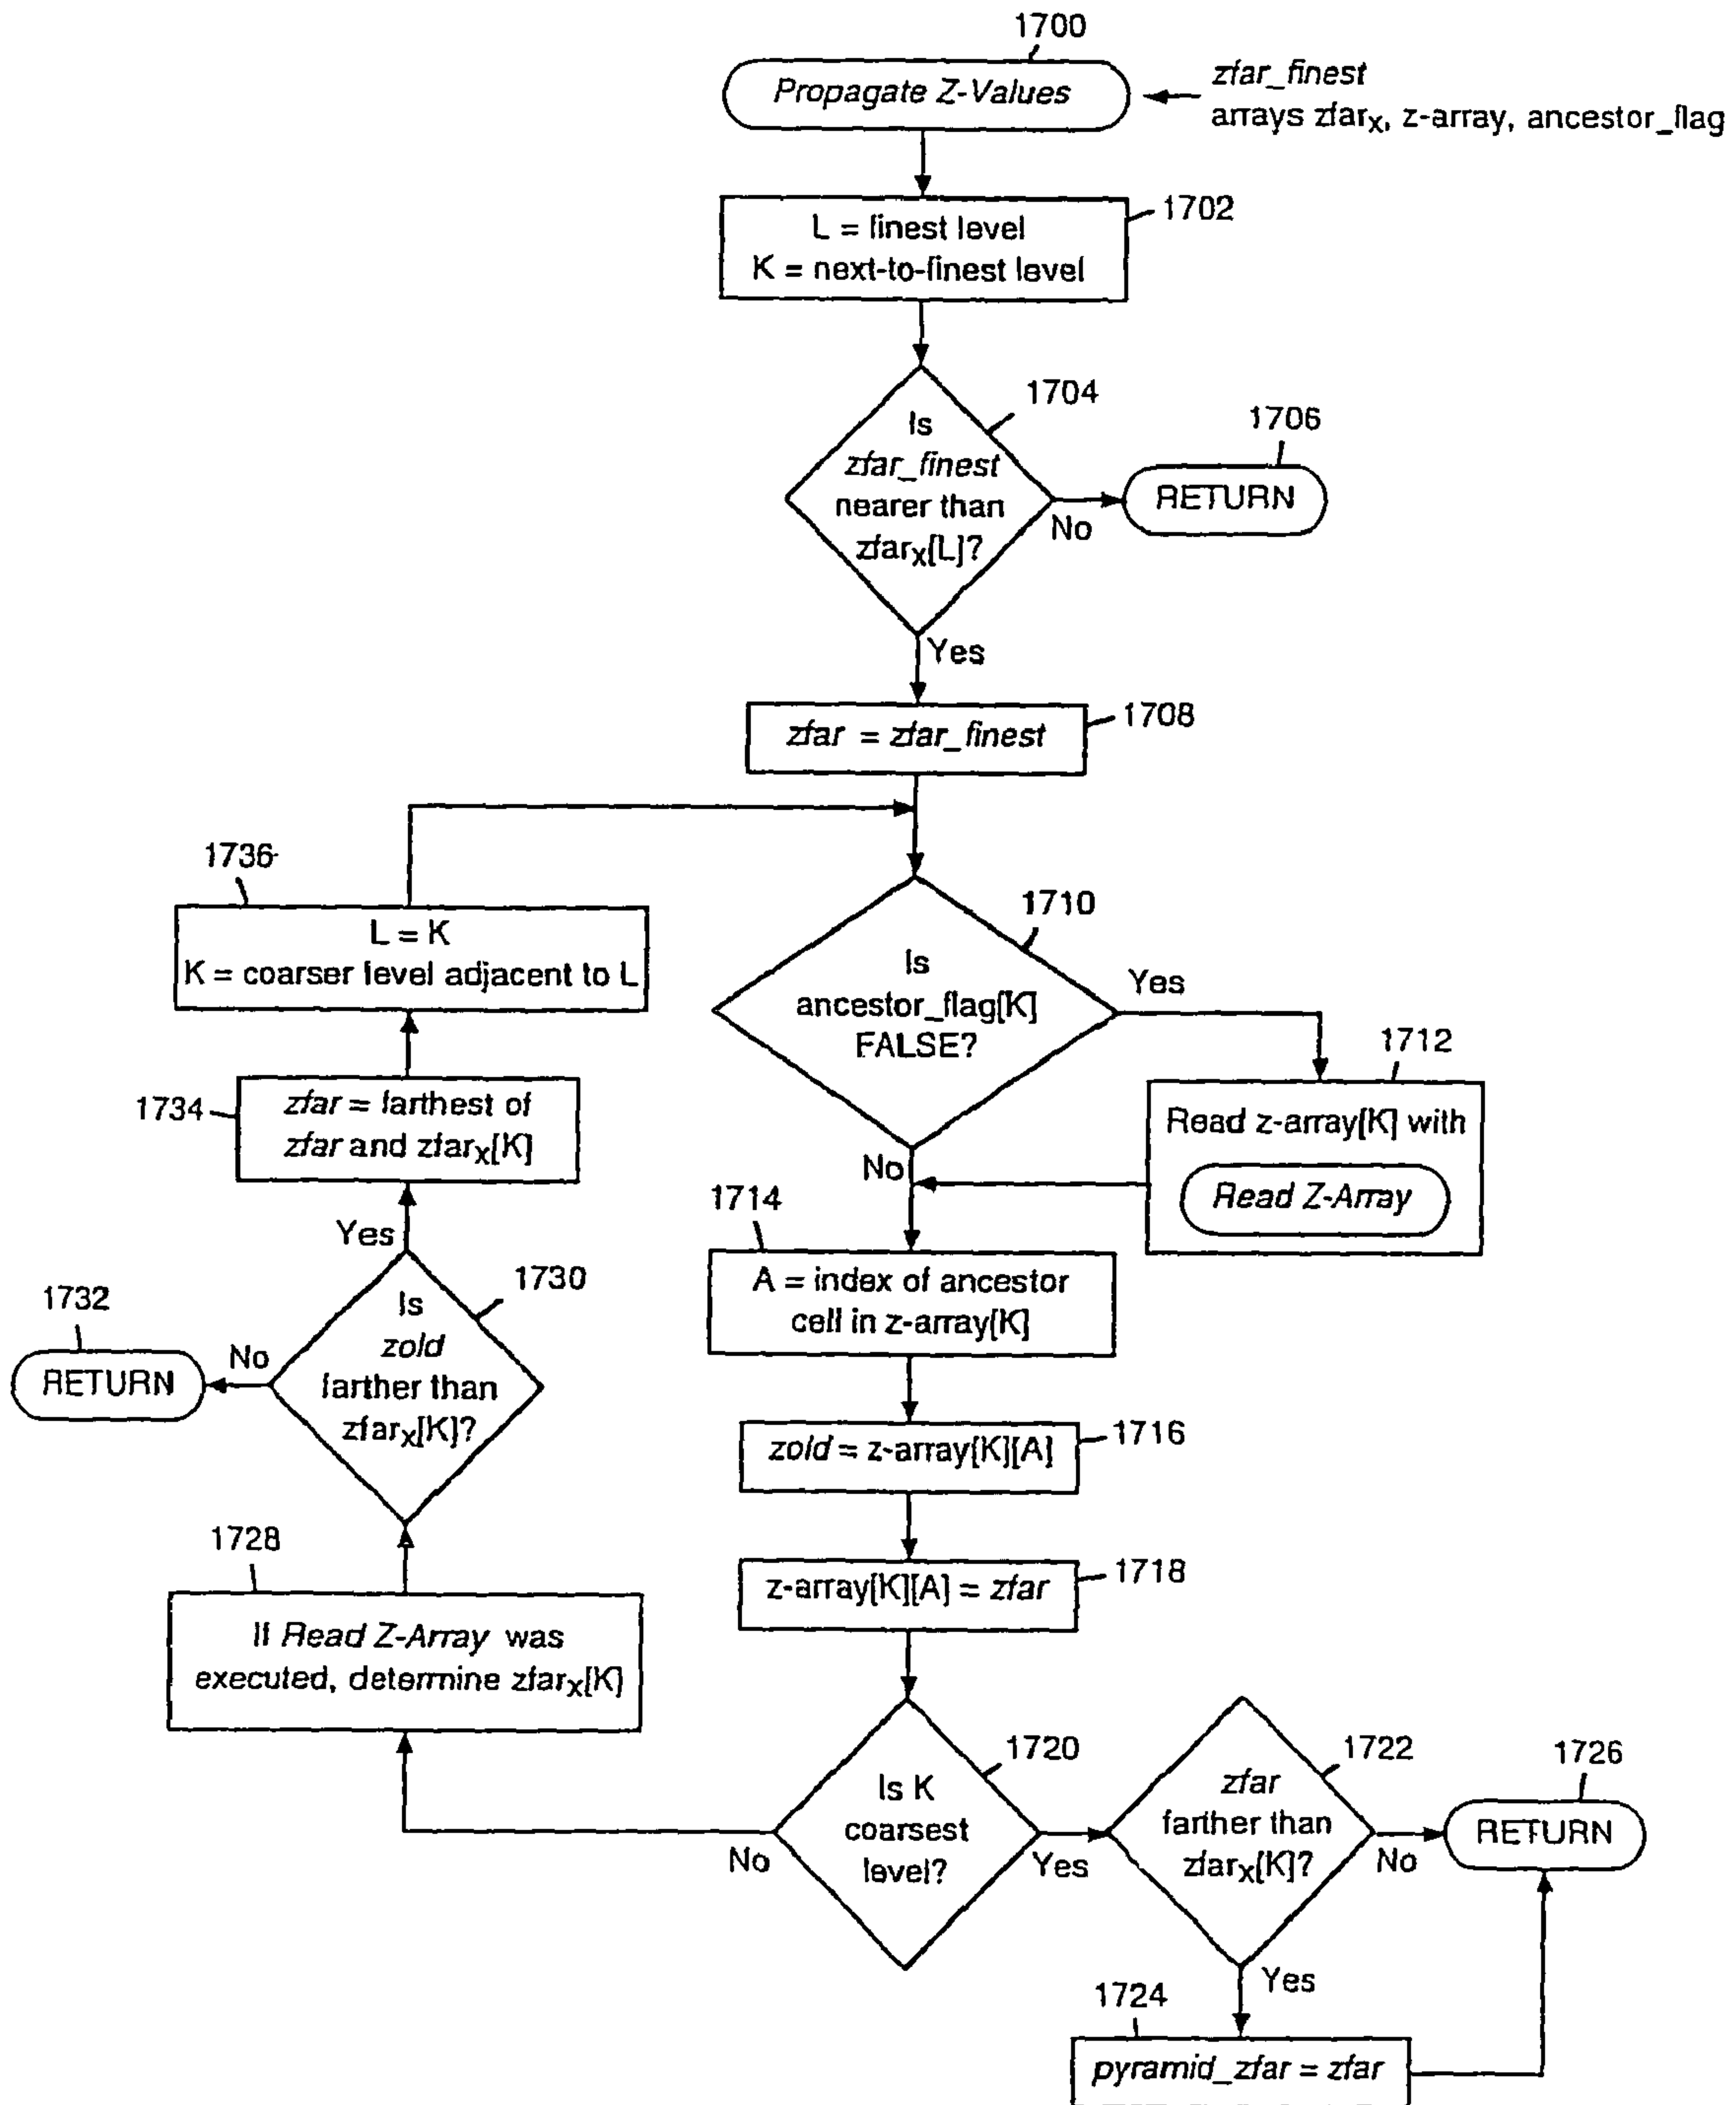 1700
Propagate Z-Values
zfar_finest
arrays zfarx, z-array, ancestor_flag
1702
L = finest level
K = next-to-finest level
1704
Is
zfar_finest
nearer than
zfarx[L]?
No
1706
RETURN
Yes
1708
zfar = zfar_finest
1736
L = K
K = coarser level adjacent to L
1710
Is
ancestor_flag[K]
FALSE?
Yes
1712
Read z-array[K] with
Read Z-Array
No
1734
zfar = farthest of
zfar and zfarx[K]
1714
A = index of ancestor
cell in z-array[K]
Yes
1730
Is
zold
farther than
zfarx[K]?
No
1732
RETURN
1716
zold = z-array[K][A]
1718
z-array[K][A] = zfar
1728
If Read Z-Array was
executed, determine zfarx[K]
1720
Is K
coarsest
level?
No
Yes
1722
zfar
farther than
zfarx[K]?
No
1726
RETURN
Yes
1724
pyramid_zfar = zfar